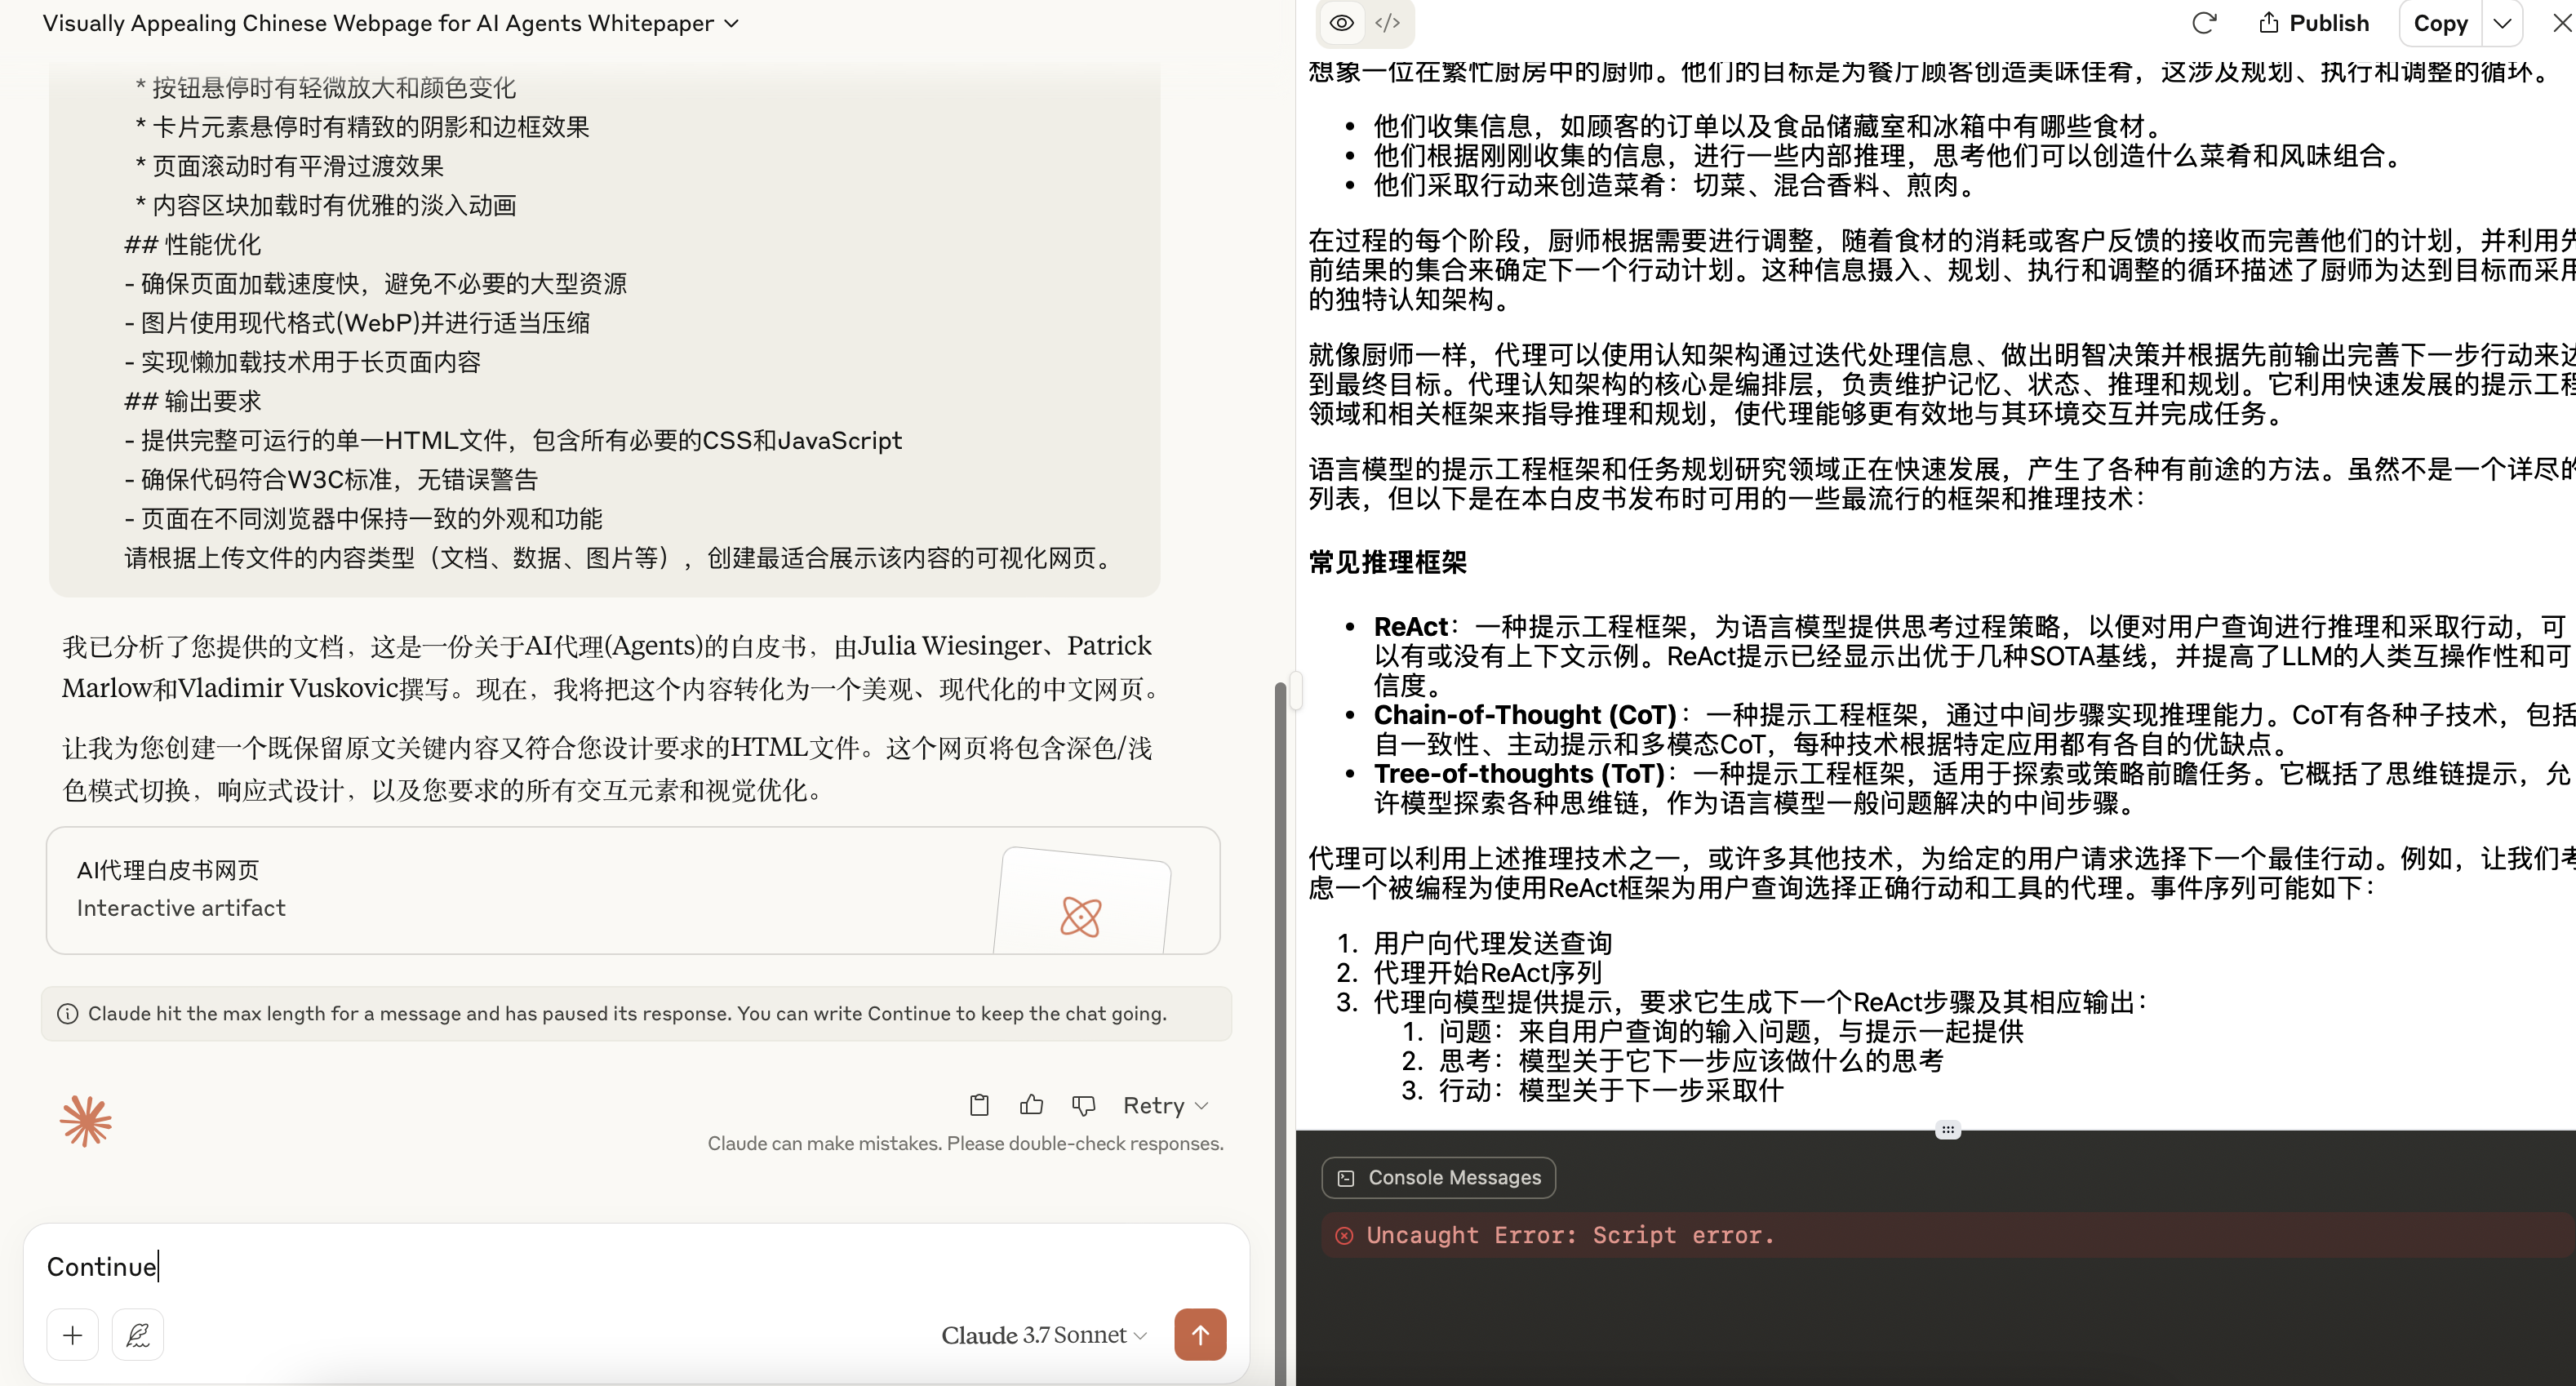 Visually Appealing Chinese Webpage for AI Agents Whitepaper
* 按钮悬停时有轻微放大和颜色变化
* 卡片元素悬停时有精致的阴影和边框效果
* 页面滚动时有平滑过渡效果
* 内容区块加载时有优雅的淡入动画
## 性能优化
- 确保页面加载速度快，避免不必要的大型资源
- 图片使用现代格式(WebP)并进行适当压缩
- 实现懒加载技术用于长页面内容
## 输出要求
- 提供完整可运行的单一HTML文件，包含所有必要的CSS和JavaScript
- 确保代码符合W3C标准，无错误警告
- 页面在不同浏览器中保持一致的外观和功能
请根据上传文件的内容类型（文档、数据、图片等），创建最适合展示该内容的可视化网页。
我已分析了您提供的文档，这是一份关于AI代理(Agents)的白皮书，由Julia Wiesinger、Patrick
Marlow和Vladimir Vuskovic撰写。现在，我将把这个内容转化为一个美观、现代化的中文网页。
让我为您创建一个既保留原文关键内容又符合您设计要求的HTML文件。这个网页将包含深色/浅
色模式切换，响应式设计，以及您要求的所有交互元素和视觉优化。
AI代理白皮书网页
Interactive artifact
Claude hit the max length for a message and has paused its response. You can write Continue to keep the chat going.
Retry
Claude can make mistakes. Please double-check responses.
Continue
Claude 3.7 Sonnet
</> Publish Copy
想象一位在繁忙厨房中的厨师。他们的目标是为餐厅顾客创造美味佳肴，这涉及规划、执行和调整的循环。
• 他们收集信息，如顾客的订单以及食品储藏室和冰箱中有哪些食材。
• 他们根据刚刚收集的信息，进行一些内部推理，思考他们可以创造什么菜肴和风味组合。
• 他们采取行动来创造菜肴：切菜、混合香料、煎肉。
在过程的每个阶段，厨师根据需要进行调整，随着食材的消耗或客户反馈的接收而完善他们的计划，并利用先
前结果的集合来确定下一个行动计划。这种信息摄入、规划、执行和调整的循环描述了厨师为达到目标而采用
的独特认知架构。
就像厨师一样，代理可以使用认知架构通过迭代处理信息、做出明智决策并根据先前输出完善下一步行动来达
到最终目标。代理认知架构的核心是编排层，负责维护记忆、状态、推理和规划。它利用快速发展的提示工程
领域和相关框架来指导推理和规划，使代理能够更有效地与其环境交互并完成任务。
语言模型的提示工程框架和任务规划研究领域正在快速发展，产生了各种有前途的方法。虽然不是一个详尽的
列表，但以下是在本白皮书发布时可用的一些最流行的框架和推理技术：
常见推理框架
• ReAct：一种提示工程框架，为语言模型提供思考过程策略，以便对用户查询进行推理和采取行动，可
以有或没有上下文示例。ReAct提示已经显示出优于几种SOTA基线，并提高了LLM的人类互操作性和可
信度。
• Chain-of-Thought (CoT)：一种提示工程框架，通过中间步骤实现推理能力。CoT有各种子技术，包括
自一致性、主动提示和多模态CoT，每种技术根据特定应用都有各自的优缺点。
• Tree-of-thoughts (ToT)：一种提示工程框架，适用于探索或策略前瞻任务。它概括了思维链提示，允
许模型探索各种思维链，作为语言模型一般问题解决的中间步骤。
代理可以利用上述推理技术之一，或许多其他技术，为给定的用户请求选择下一个最佳行动。例如，让我们考
虑一个被编程为使用ReAct框架为用户查询选择正确行动和工具的代理。事件序列可能如下：
1. 用户向代理发送查询
2. 代理开始ReAct序列
3. 代理向模型提供提示，要求它生成下一个ReAct步骤及其相应输出：
1. 问题：来自用户查询的输入问题，与提示一起提供
2. 思考：模型关于它下一步应该做什么的思考
3. 行动：模型关于下一步采取什
Console Messages
Uncaught Error: Script error.